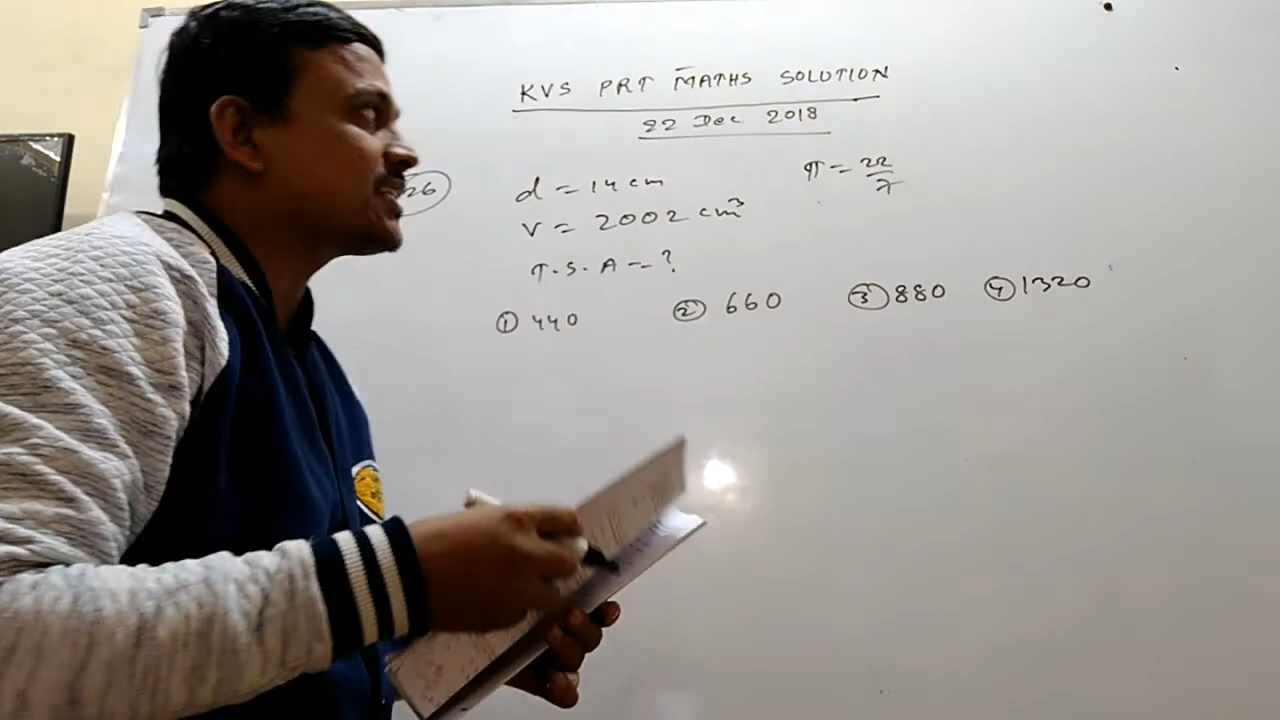 KVS PRT MATHS SOLUTION
22 Dec 2018
26
d = 14 cm
π = 22/7
V = 2002 cm³
T.S.A = ?
① 440 ② 660 ③ 880 ④ 1320